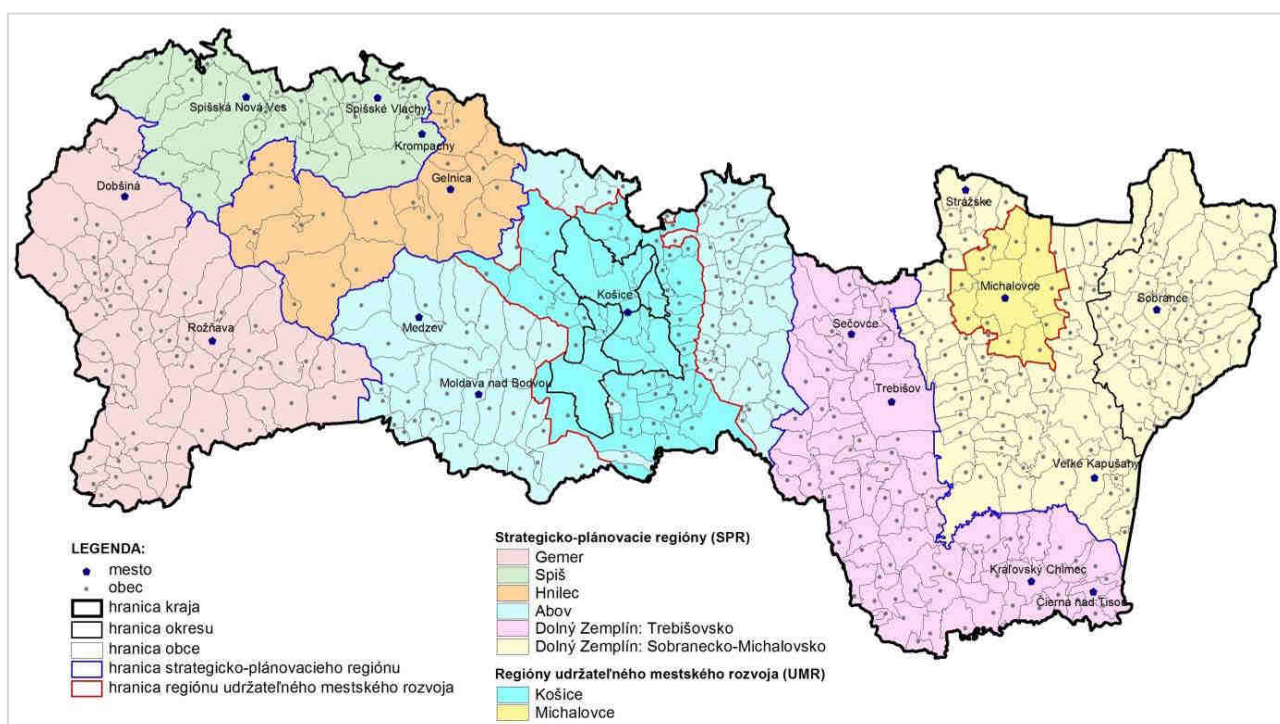 Spišská Nová Ves
Spišské Vlachy
Krompachy
Dobšiná
Gelnica
Strážske
Košice
Michalovce
Sobrance
Rožňava
Medzev
Sečovce
Moldava nad Bodvou
Trebišov
Veľké Kapušany
Kráľovský Chlmec
Čierna nad Tisou
LEGENDA:
mesto
obec
hranica kraja
hranica okresu
hranica obce
hranica strategicko-plánovacieho regiónu
hranica regiónu udržateľného mestského rozvoja
Strategicko-plánovacie regióny (SPR)
Gemer
Spiš
Hnilec
Abov
Dolný Zemplín: Trebišovsko
Dolný Zemplín: Sobranecko-Michalovsko
Regióny udržateľného mestského rozvoja (UMR)
Košice
Michalovce